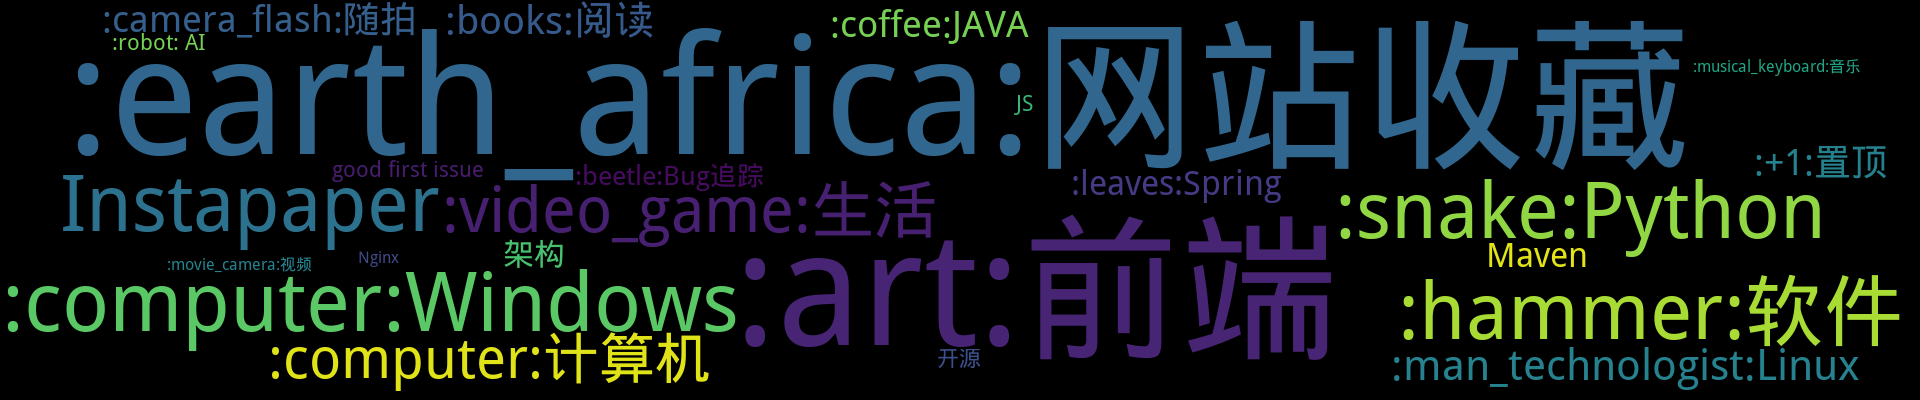 :camera_flash:随拍
:books:阅读
:coffee:JAVA
:robot: AI
:earth_africa:网站收藏
:musical_keyboard:音乐
JS
good first issue
:beetle:Bug追踪
:leaves:Spring
:+1:置顶
Instapaper
:video_game:生活
:snake:Python
架构
Nginx
:movie_camera:视频
Maven
:computer:Windows
:art:前端
:hammer:软件
:computer:计算机
开源
:man_technologist:Linux